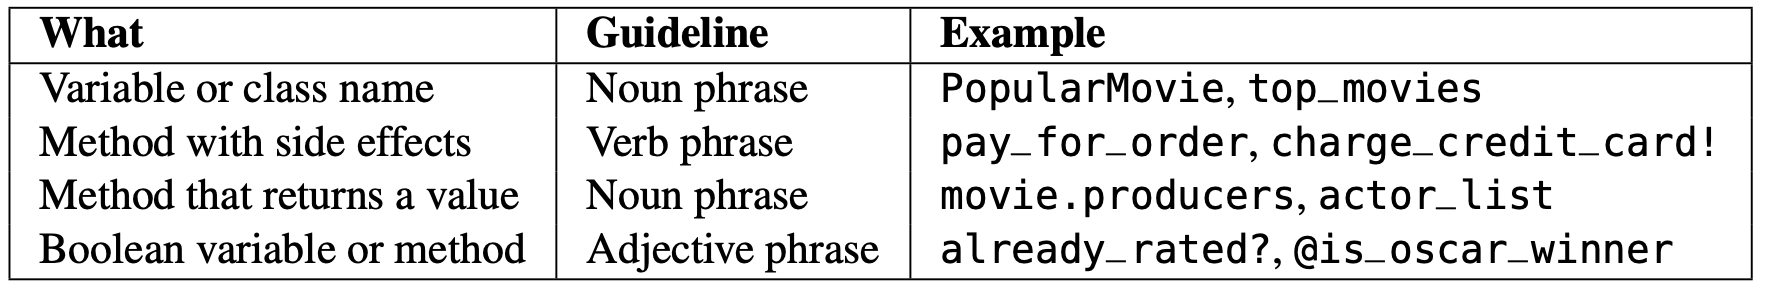 What Guideline Example
Variable or class name Noun phrase PopularMovie, top_movies
Method with side effects Verb phrase pay_for_order, charge_credit_card!
Method that returns a value Noun phrase movie.producers, actor_list
Boolean variable or method Adjective phrase already_rated?, @is_oscar_winner